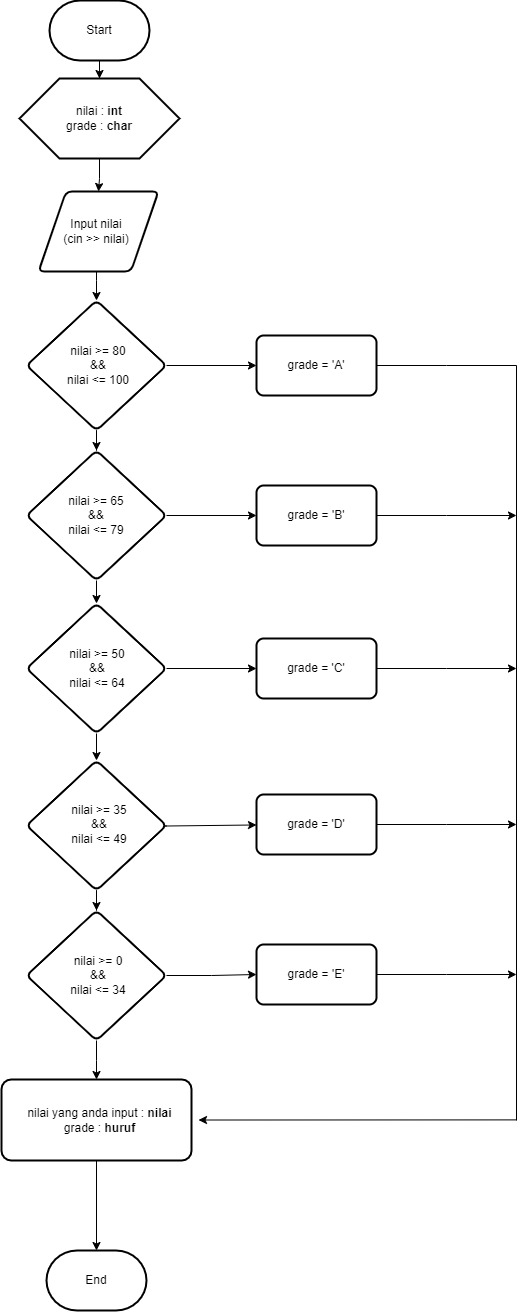 Start
nilai : int
grade : char
Input nilai
(cin >> nilai)
nilai >= 80
&&
nilai <= 100
grade = 'A'
nilai >= 65
&&
nilai <= 79
grade = 'B'
nilai >= 50
&&
nilai <= 64
grade = 'C'
nilai >= 35
&&
nilai <= 49
grade = 'D'
nilai >= 0
&&
nilai <= 34
grade = 'E'
nilai yang anda input : nilai
grade : huruf
End